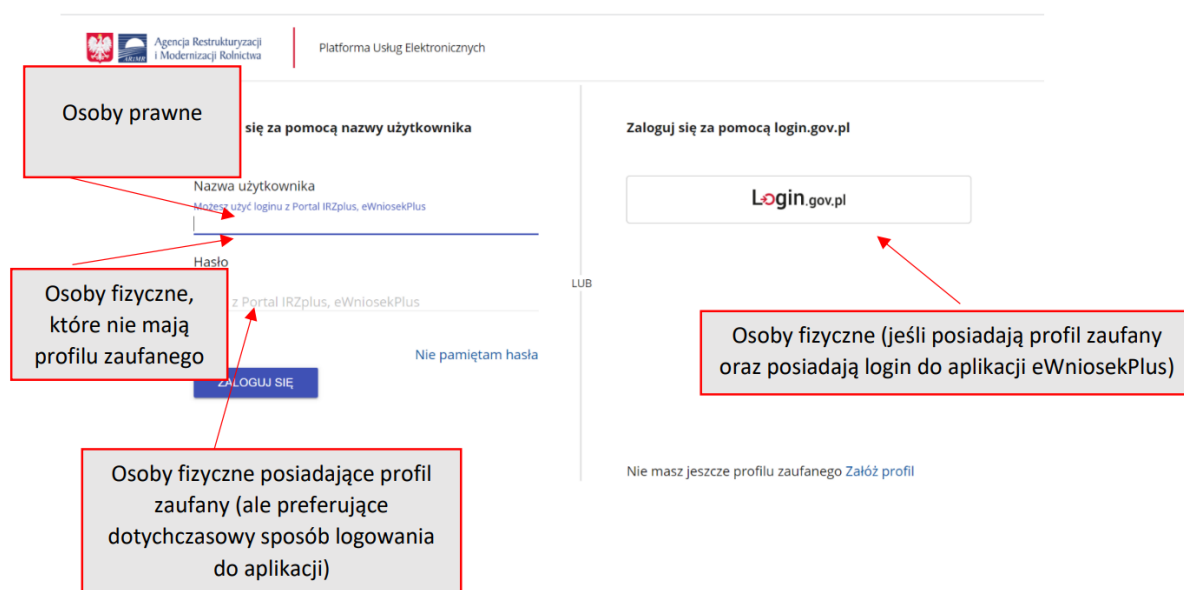 Agencja Restrukturyzacji
i Modernizacji Rolnictwa
ARiMR
Platforma Usług Elektronicznych
Osoby prawne
się za pomocą nazwy użytkownika
Nazwa użytkownika
Możesz użyć loginu z Portal IRZplus, eWniosekPlus
Hasło
Osoby fizyczne,
które nie mają
profilu zaufanego
z Portal IRZplus, eWniosekPlus
Nie pamiętam hasła
ZALOGUJ SIĘ
Osoby fizyczne posiadające profil
zaufany (ale preferujące
dotychczasowy sposób logowania
do aplikacji)
LUB
Zaloguj się za pomocą login.gov.pl
Login.gov.pl
Osoby fizyczne (jeśli posiadają profil zaufany
oraz posiadają login do aplikacji eWniosekPlus)
Nie masz jeszcze profilu zaufanego Załóż profil